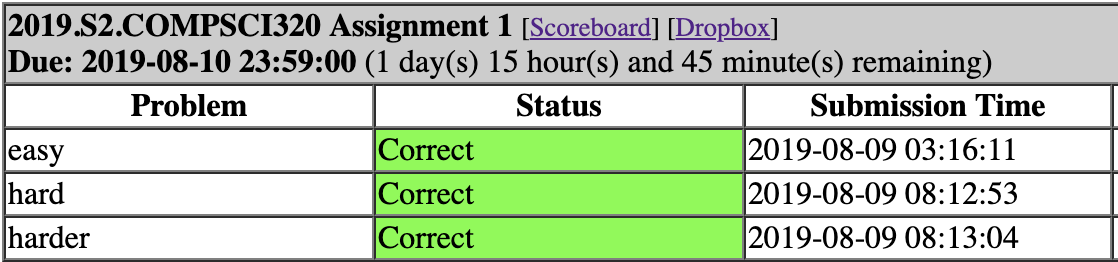 2019.S2.COMPSCI320 Assignment 1 [Scoreboard] [Dropbox]
Due: 2019-08-10 23:59:00 (1 day(s) 15 hour(s) and 45 minute(s) remaining)
Problem Status Submission Time
easy Correct 2019-08-09 03:16:11
hard Correct 2019-08-09 08:12:53
harder Correct 2019-08-09 08:13:04